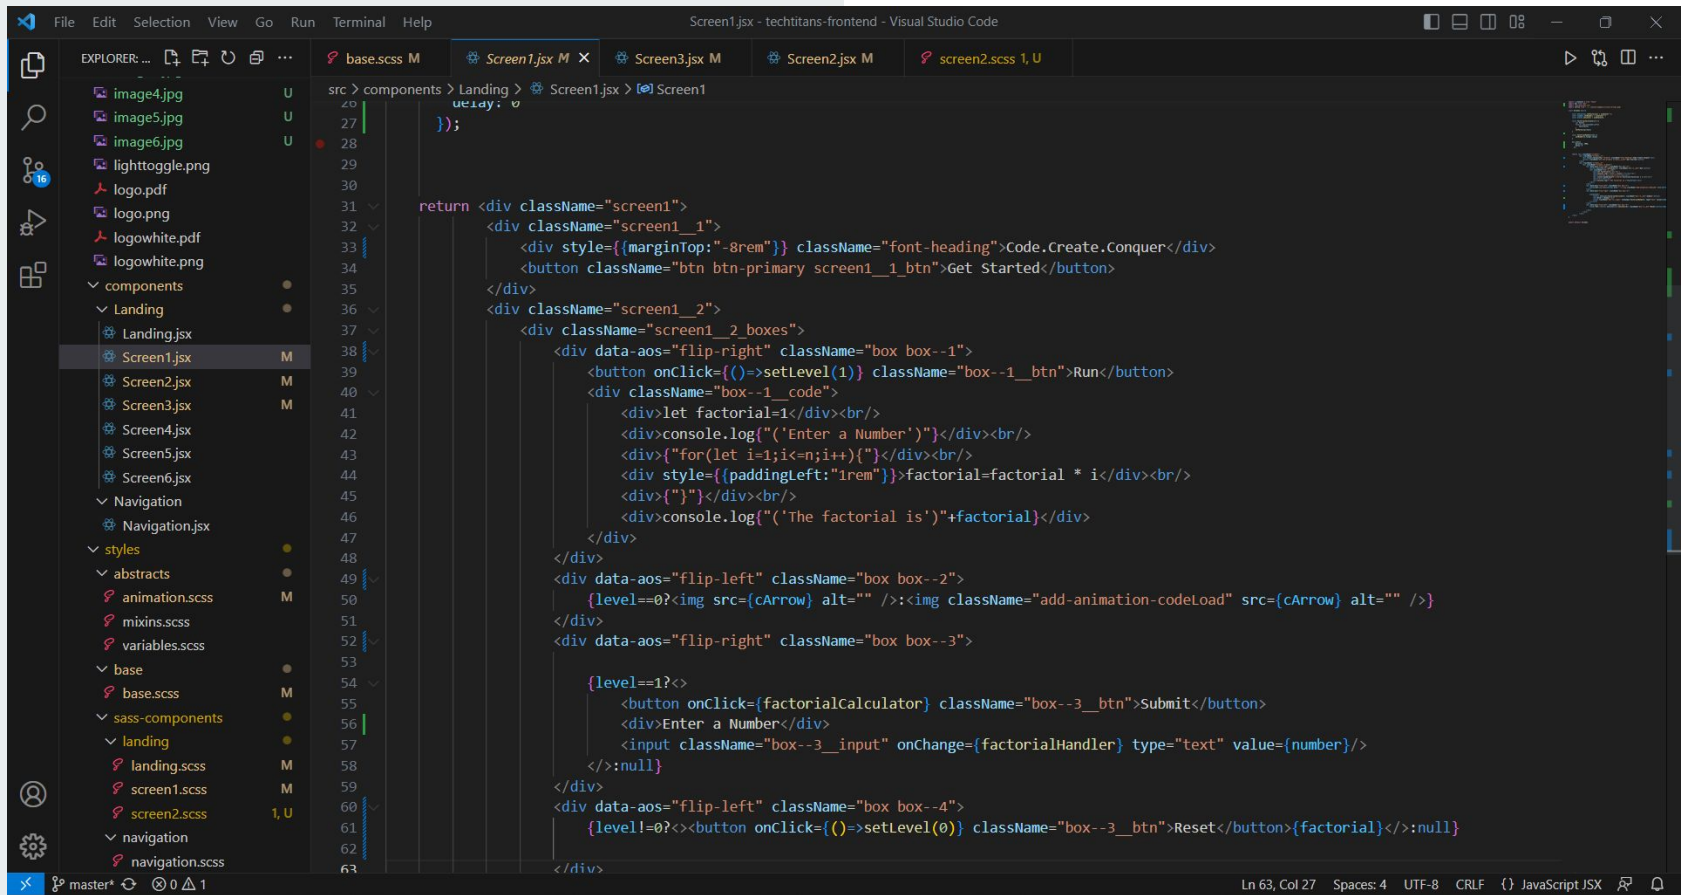 File Edit Selection View Go Run Terminal Help
Screen1.jsx - techtitans-frontend - Visual Studio Code
EXPLORER: ...
base.scss M
Screen1.jsx M
Screen3.jsx M
Screen2.jsx M
screen2.scss 1, U
src > components > Landing > Screen1.jsx > Screen1
16
image4.jpg U
image5.jpg U
image6.jpg U
lighttoggle.png
logo.pdf
logo.png
logowhite.pdf
logowhite.png
components
Landing
Landing.jsx
Screen1.jsx M
Screen2.jsx M
Screen3.jsx M
Screen4.jsx
Screen5.jsx
Screen6.jsx
Navigation
Navigation.jsx
styles
abstracts
animation.scss M
mixins.scss
variables.scss
base
base.scss M
sass-components
landing
landing.scss M
screen1.scss M
screen2.scss 1, U
navigation
navigation.scss
26 delay: 0
27 });
28
29
30
31 return <div className="screen1">
32 <div className="screen1__1">
33 <div style={{marginTop:"-8rem"}} className="font-heading">Code.Create.Conquer</div>
34 <button className="btn btn-primary screen1__1_btn">Get Started</button>
35 </div>
36 <div className="screen1__2">
37 <div className="screen1__2_boxes">
38 <div data-aos="flip-right" className="box box--1">
39 <button onClick={()=>setLevel(1)} className="box--1__btn">Run</button>
40 <div className="box--1__code">
41 <div>let factorial=1</div><br/>
42 <div>console.log{"('Enter a Number')"}</div><br/>
43 <div>{"for(let i=1;i<=n;i++){"}</div><br/>
44 <div style={{paddingLeft:"1rem"}}>factorial=factorial * i</div><br/>
45 <div>{"}"}</div><br/>
46 <div>console.log{"('The factorial is')"+factorial}</div>
47 </div>
48 </div>
49 <div data-aos="flip-left" className="box box--2">
50 {level==0?<img src={cArrow} alt="" />:<img className="add-animation-codeLoad" src={cArrow} alt="" />}
51 </div>
52 <div data-aos="flip-right" className="box box--3">
53
54 {level==1?<>
55 <button onClick={factorialCalculator} className="box--3__btn">Submit</button>
56 <div>Enter a Number</div>
57 <input className="box--3__input" onChange={factorialHandler} type="text" value={number}/>
58 </>:null}
59 </div>
60 <div data-aos="flip-left" className="box box--4">
61 {level!=0?<><button onClick={()=>setLevel(0)} className="box--3__btn">Reset</button>{factorial}</>:null}
62
63 </div>
master* 0 1
Ln 63, Col 27 Spaces: 4 UTF-8 CRLF {} JavaScript JSX